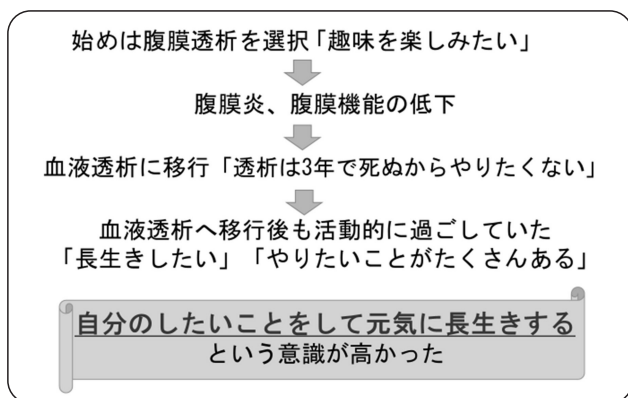 始めは腹膜透析を選択「趣味を楽しみたい」
腹膜炎、腹膜機能の低下
血液透析に移行「透析は3年で死ぬからやりたくない」
血液透析へ移行後も活動的に過ごしていた
「長生きしたい」「やりたいことがたくさんある」
自分のしたいことをして元気に長生きする
という意識が高かった